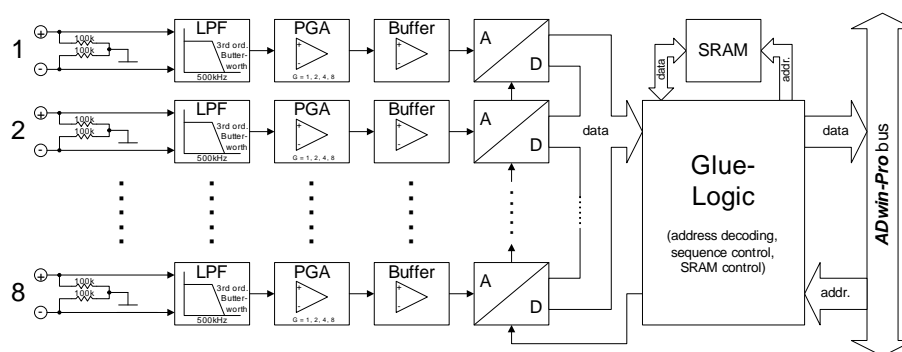 1
+
100k
100k
-
LPF
3rd ord.
Butter-
worth
500kHz
PGA
+
-
G = 1, 2, 4, 8
Buffer
+
-
A
D
2
+
100k
100k
-
LPF
3rd ord.
Butter-
worth
500kHz
PGA
+
-
G = 1, 2, 4, 8
Buffer
+
-
A
D
8
+
100k
100k
-
LPF
3rd ord.
Butter-
worth
500kHz
PGA
+
-
G = 1, 2, 4, 8
Buffer
+
-
A
D
data
data
SRAM
addr.
Glue-
Logic
(address decoding,
sequence control,
SRAM control)
data
addr.
ADwin-Pro bus